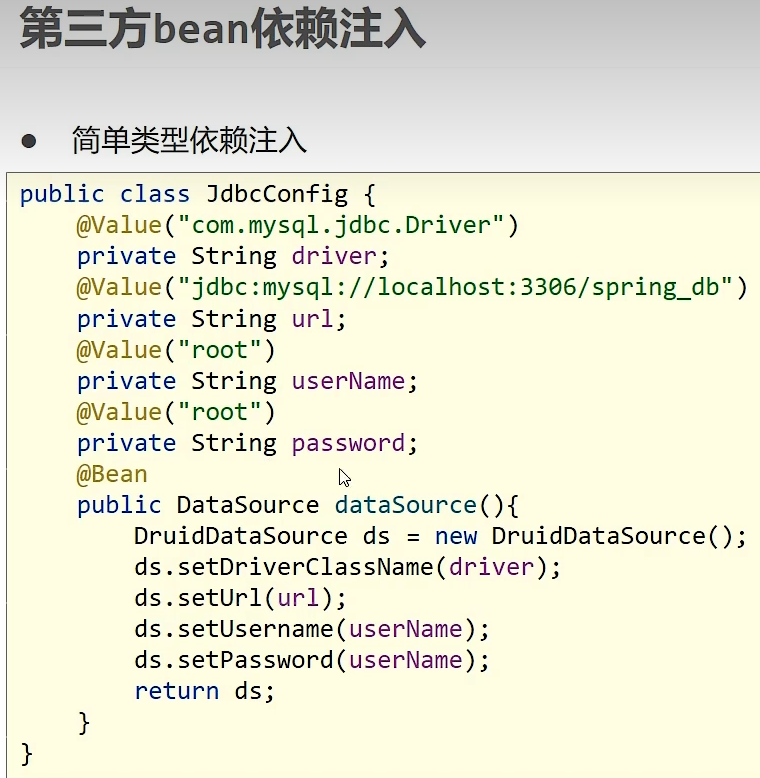 第三方bean依赖注入
● 简单类型依赖注入
public class JdbcConfig {
    @Value("com.mysql.jdbc.Driver")
    private String driver;
    @Value("jdbc:mysql://localhost:3306/spring_db")
    private String url;
    @Value("root")
    private String userName;
    @Value("root")
    private String password;
    @Bean
    public DataSource dataSource(){
        DruidDataSource ds = new DruidDataSource();
        ds.setDriverClassName(driver);
        ds.setUrl(url);
        ds.setUsername(userName);
        ds.setPassword(userName);
        return ds;
    }
}